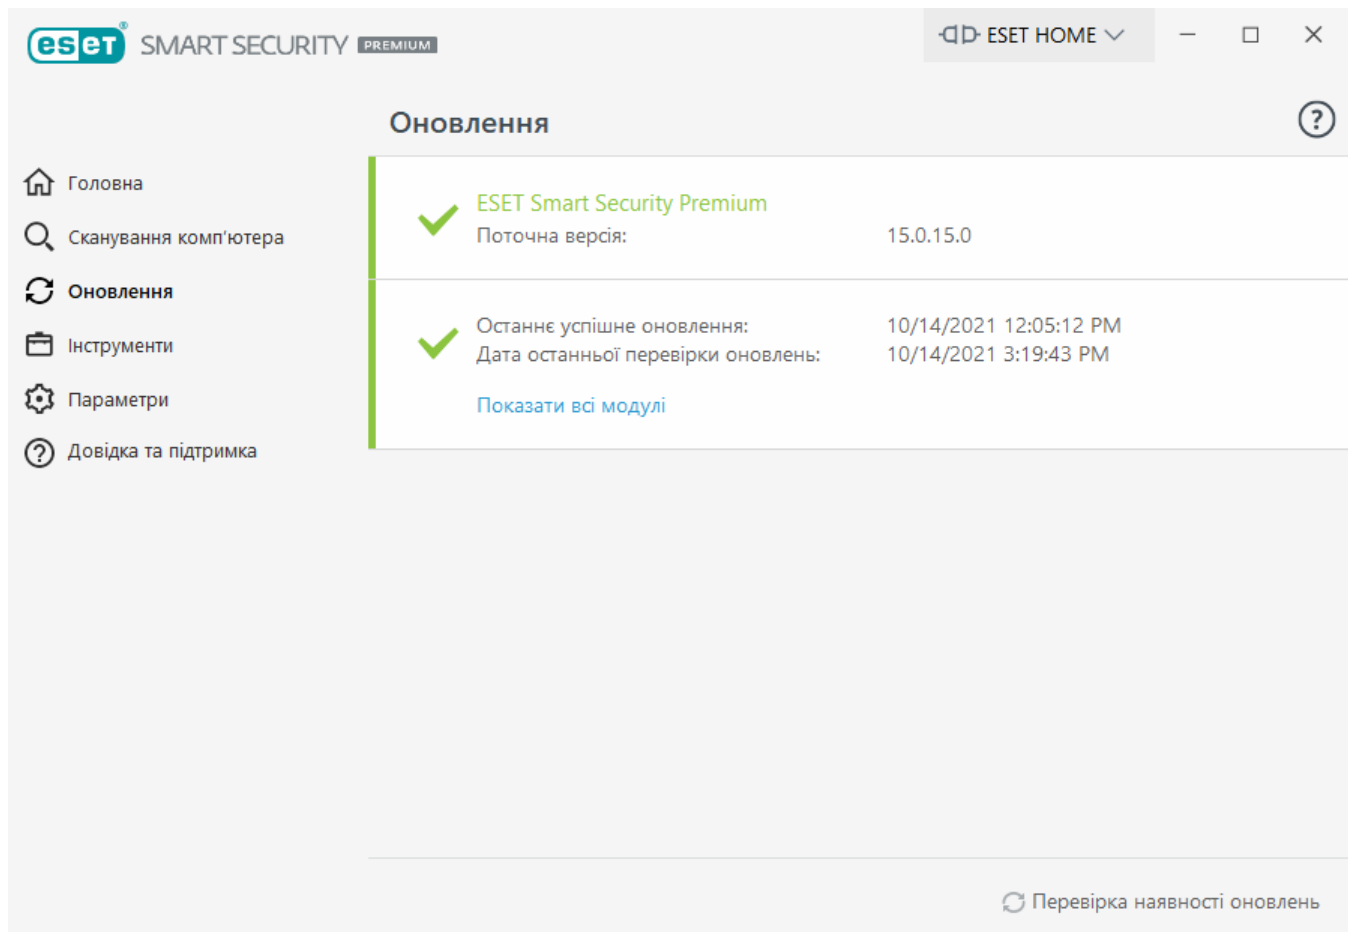 eset® SMART SECURITY PREMIUM
ESET HOME
Оновлення
Головна
Сканування комп'ютера
Оновлення
Інструменти
Параметри
Довідка та підтримка
ESET Smart Security Premium
Поточна версія: 15.0.15.0
Останнє успішне оновлення: 10/14/2021 12:05:12 PM
Дата останньої перевірки оновлень: 10/14/2021 3:19:43 PM
Показати всі модулі
Перевірка наявності оновлень